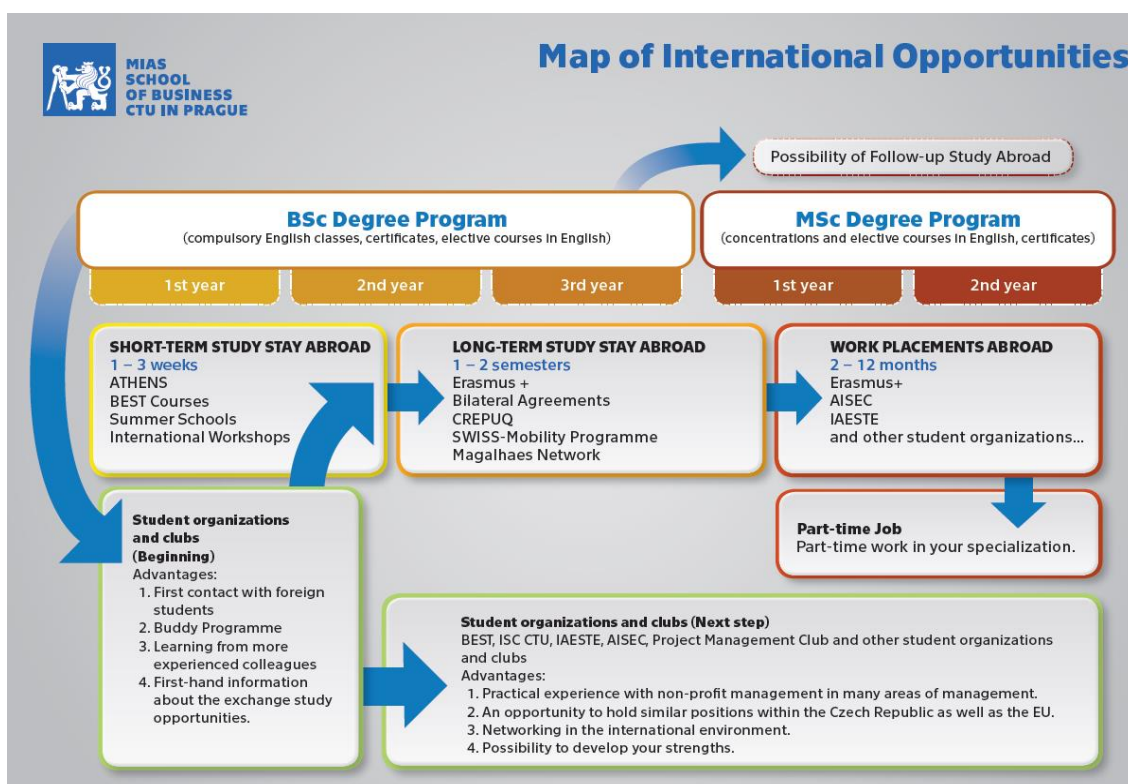 MIAS
SCHOOL
OF BUSINESS
CTU IN PRAGUE
Map of International Opportunities
Possibility of Follow-up Study Abroad
BSc Degree Program
(compulsory English classes, certificates, elective courses in English)
1st year
2nd year
3rd year
MSc Degree Program
(concentrations and elective courses in English, certificates)
1st year
2nd year
SHORT-TERM STUDY STAY ABROAD
1 – 3 weeks
ATHENS
BEST Courses
Summer Schools
International Workshops
LONG-TERM STUDY STAY ABROAD
1 – 2 semesters
Erasmus +
Bilateral Agreements
CREPUQ
SWISS-Mobility Programme
Magalhaes Network
WORK PLACEMENTS ABROAD
2 – 12 months
Erasmus+
AISEC
IAESTE
and other student organizations...
Part-time Job
Part-time work in your specialization.
Student organizations
and clubs
(Beginning)
Advantages:
1. First contact with foreign
students
2. Buddy Programme
3. Learning from more
experienced colleagues
4. First-hand information
about the exchange study
opportunities.
Student organizations and clubs (Next step)
BEST, ISC CTU, IAESTE, AISEC, Project Management Club and other student organizations
and clubs
Advantages:
1. Practical experience with non-profit management in many areas of management.
2. An opportunity to hold similar positions within the Czech Republic as well as the EU.
3. Networking in the international environment.
4. Possibility to develop your strengths.